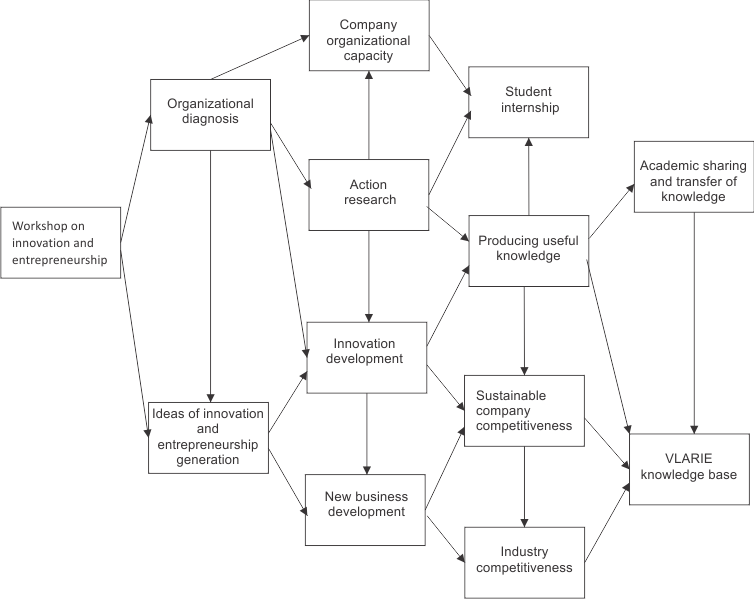 Company
organizational
capacity
Student
internship
Organizational
diagnosis
Academic sharing
and transfer of
knowledge
Action
research
Workshop on
innovation and
entrepreneurship
Producing useful
knowledge
Innovation
development
Sustainable
company
competitiveness
Ideas of innovation
and
entrepreneurship
generation
VLARIE
knowledge base
New business
development
Industry
competitiveness